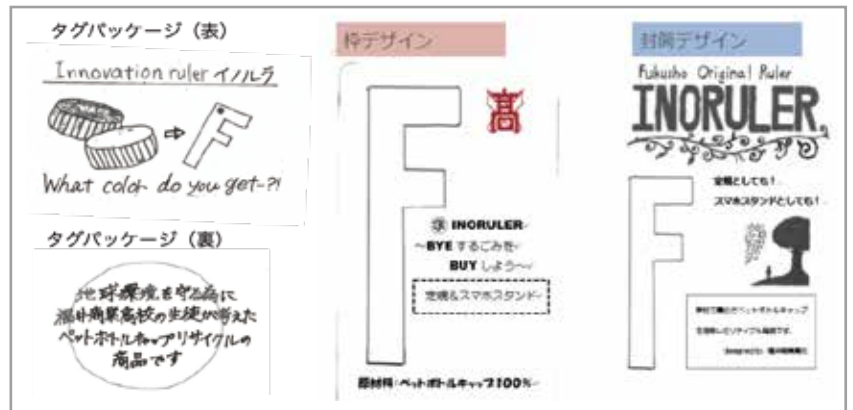 タグパッケージ（表）
Innovation ruler イノルラ
F
What color do you get-?!
タグパッケージ（裏）
地球環境を守る為に
福井商業高校の生徒が考えた
ペットボトルキャップリサイクルの
商品です
枠デザイン
高
INORULER
～BYEするごみを
BUYしよう～
定規＆スマホスタンド
原材料：ペットボトルキャップ100%
封筒デザイン
Fukusho Original Ruler
INORULER
定規としても！
スマホスタンドとしても！